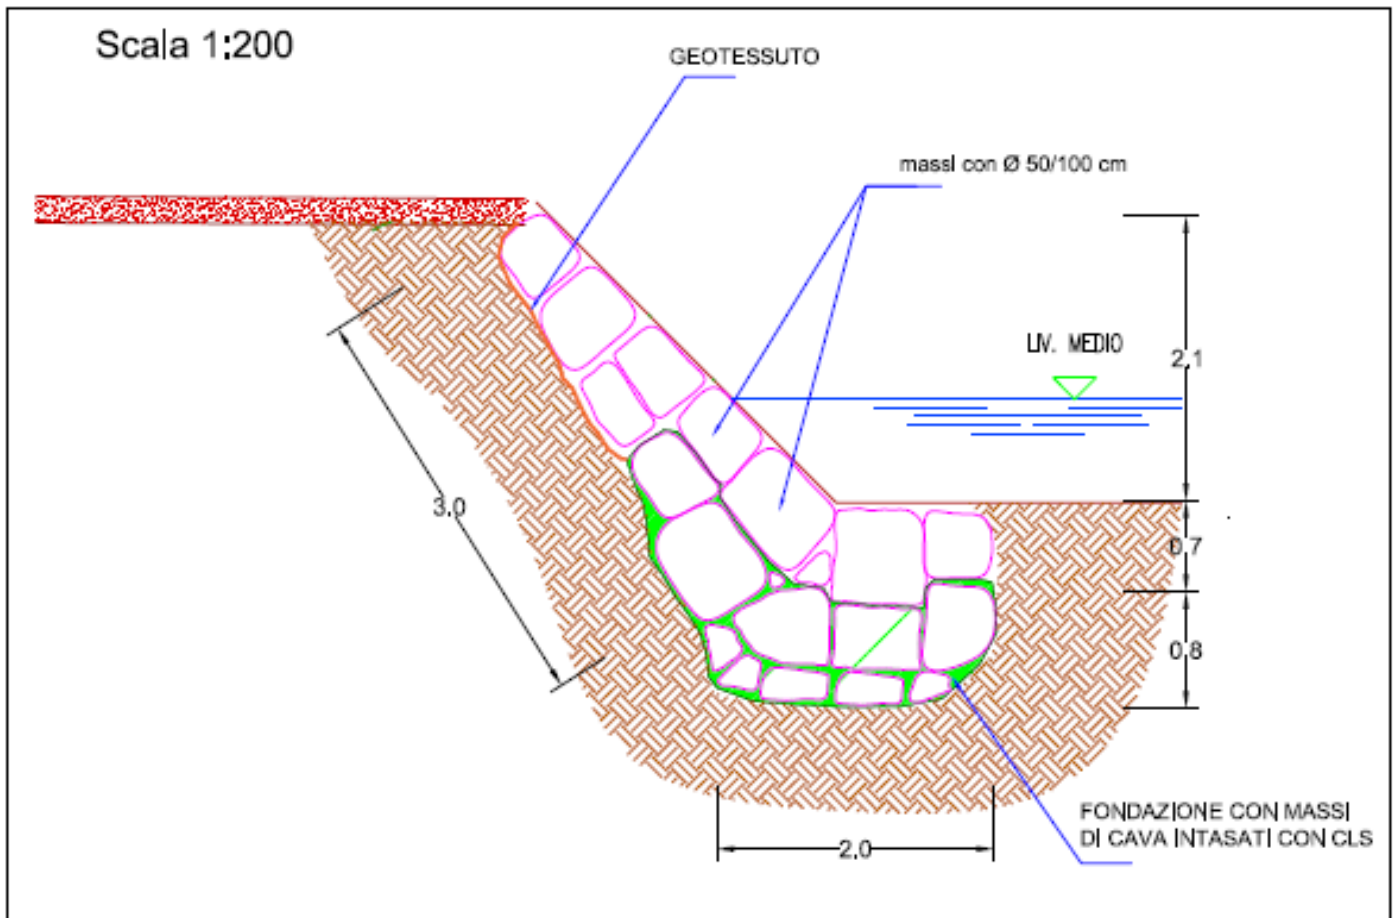 Scala 1:200
GEOTESSUTO
massi con Ø 50/100 cm
LIV. MEDIO
2,1
3,0
0,7
0,8
2,0
FONDAZIONE CON MASSI
DI CAVA INTASATI CON CLS